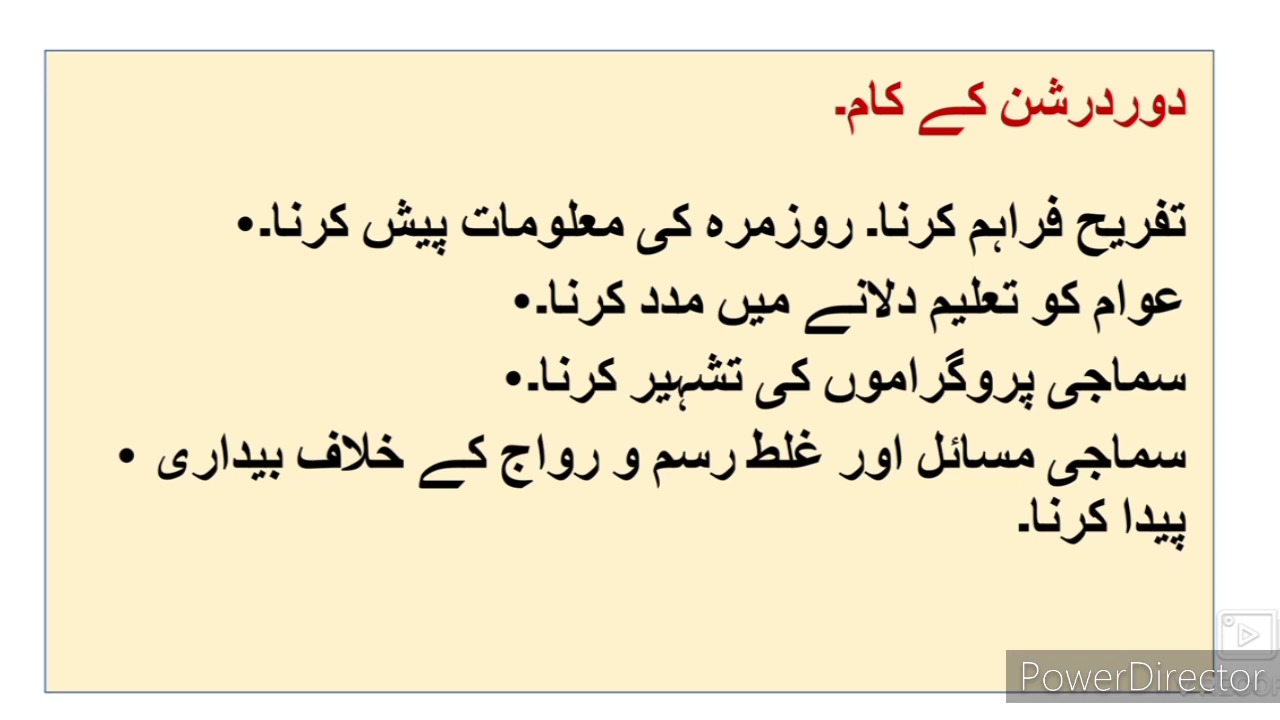 دوردرشن کے کام۔
تفریح فراہم کرنا۔ روزمرہ کی معلومات پیش کرنا۔•
عوام کو تعلیم دلانے میں مدد کرنا۔•
سماجی پروگراموں کی تشہیر کرنا۔•
سماجی مسائل اور غلط رسم و رواج کے خلاف بیداری •
پیدا کرنا۔
PowerDirector